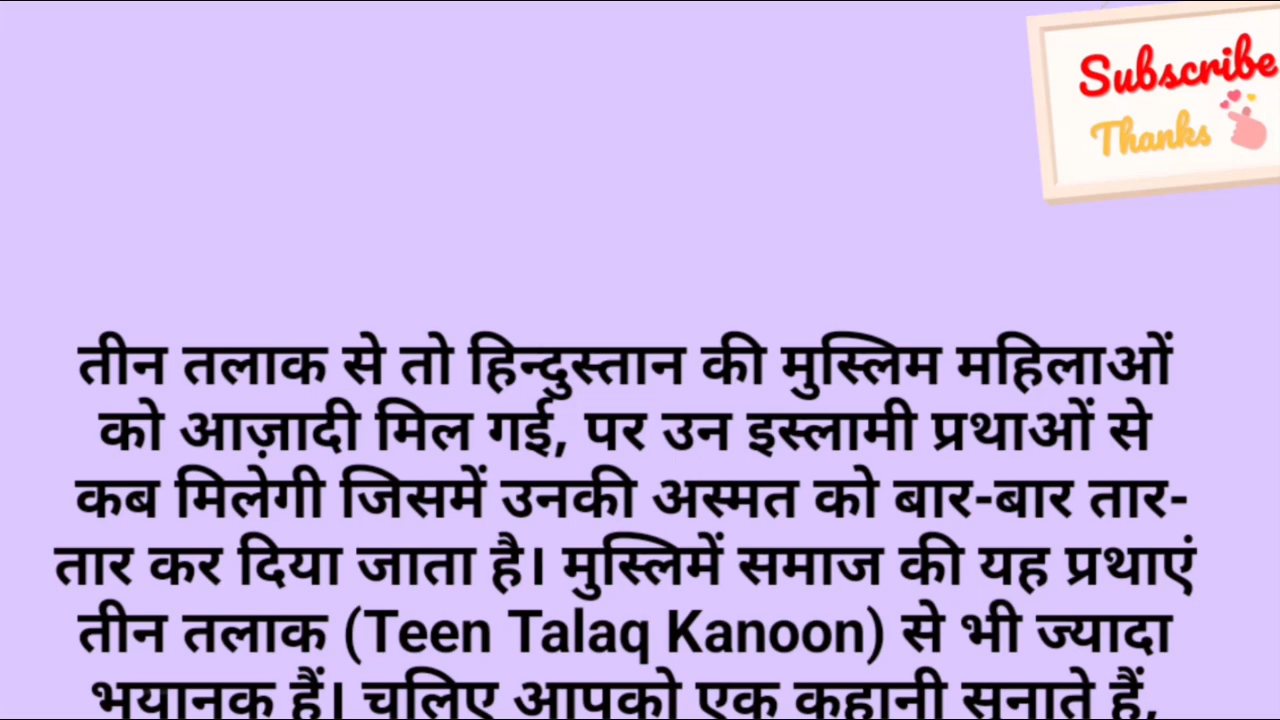 Subscribe
Thanks
तीन तलाक से तो हिन्दुस्तान की मुस्लिम महिलाओं
को आज़ादी मिल गई, पर उन इस्लामी प्रथाओं से
कब मिलेगी जिसमें उनकी अस्मत को बार-बार तार-
तार कर दिया जाता है। मुस्लिमें समाज की यह प्रथाएं
तीन तलाक (Teen Talaq Kanoon) से भी ज्यादा
भयानक हैं। चलिए आपको एक कहानी सुनाते हैं,